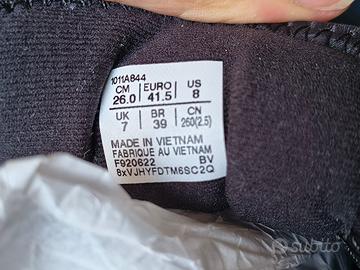 1011A844
CM EURO US
26.0 41.5 8
UK BR CN
7 39 260(2.5)
MADE IN VIETNAM
FABRIQUE AU VIETNAM
F920622 BV
8xVJHYFDTM6SC2Q
subito